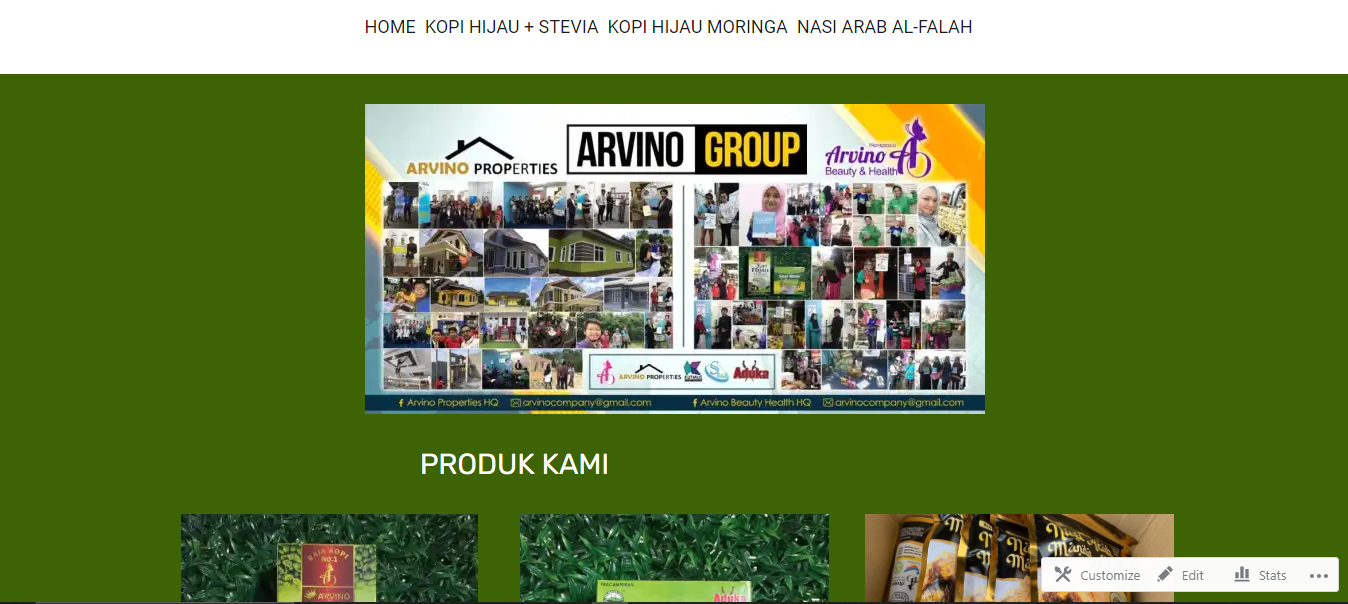 HOME KOPI HIJAU + STEVIA KOPI HIJAU MORINGA NASI ARAB AL-FALAH
ARVINO PROPERTIES
ARVINO GROUP
Arvino
Beauty & Health
ARVINO PROPERTIES
Aduka
Arvino Properties HQ arvinocompany@gmail.com
Arvino Beauty Health HQ arvinocompany@gmail.com
PRODUK KAMI
RAJA KOPI
NO.1
ARVINO
PRACAMPURAN
Aduka
Customize Edit Stats